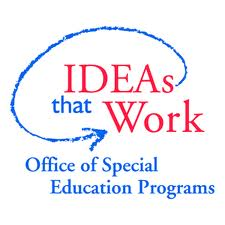 IDEAs
that Work
Office of Special
Education Programs